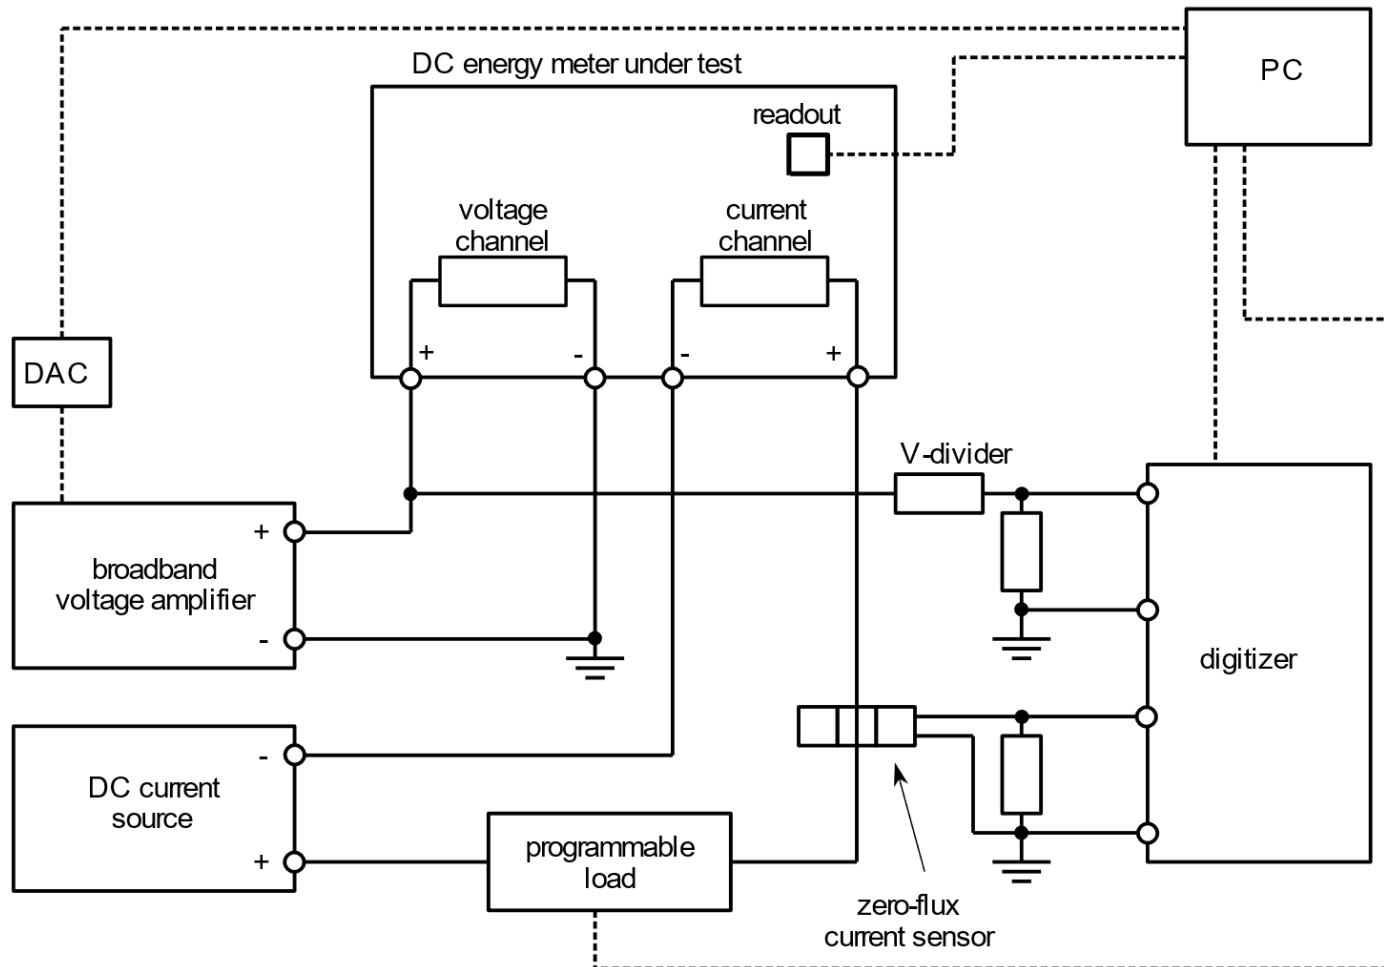 DC energy meter under test
PC
readout
voltage
channel
current
channel
+
-
-
+
DAC
V-divider
+
broadband
voltage amplifier
-
digitizer
-
DC current
source
+
programmable
load
zero-flux
current sensor